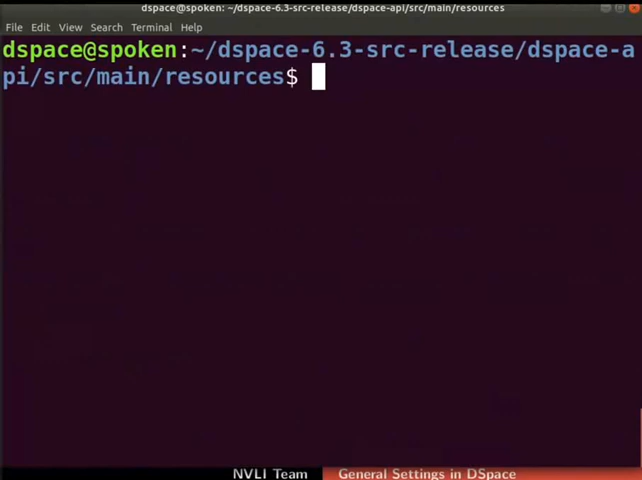 dspace@spoken: ~/dspace-6.3-src-release/dspace-api/src/main/resources
File Edit View Search Terminal Help
dspace@spoken:~/dspace-6.3-src-release/dspace-a
pi/src/main/resources$
NVLI Team General Settings in DSpace